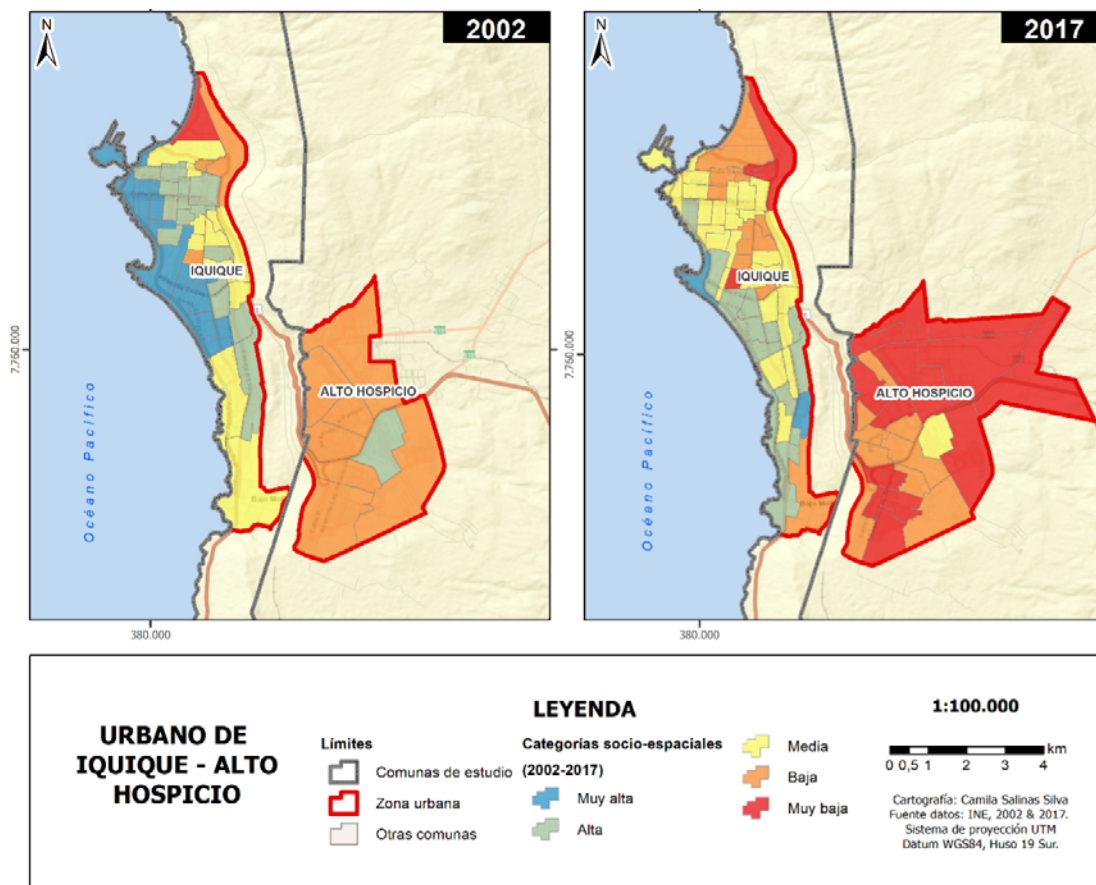 N
2002
IQUIQUE
ALTO HOSPICIO
Océano Pacífico
7.760.000
380.000
N
2017
IQUIQUE
ALTO HOSPICIO
Océano Pacífico
7.760.000
380.000
URBANO DE
IQUIQUE - ALTO
HOSPICIO
LEYENDA
Límites
Comunas de estudio
Zona urbana
Otras comunas
Categorías socio-espaciales
(2002-2017)
Muy alta
Alta
Media
Baja
Muy baja
1:100.000
km
0 0,5 1 2 3 4
Cartografía: Camila Salinas Silva
Fuente datos: INE, 2002 & 2017.
Sistema de proyección UTM
Datum WGS84, Huso 19 Sur.